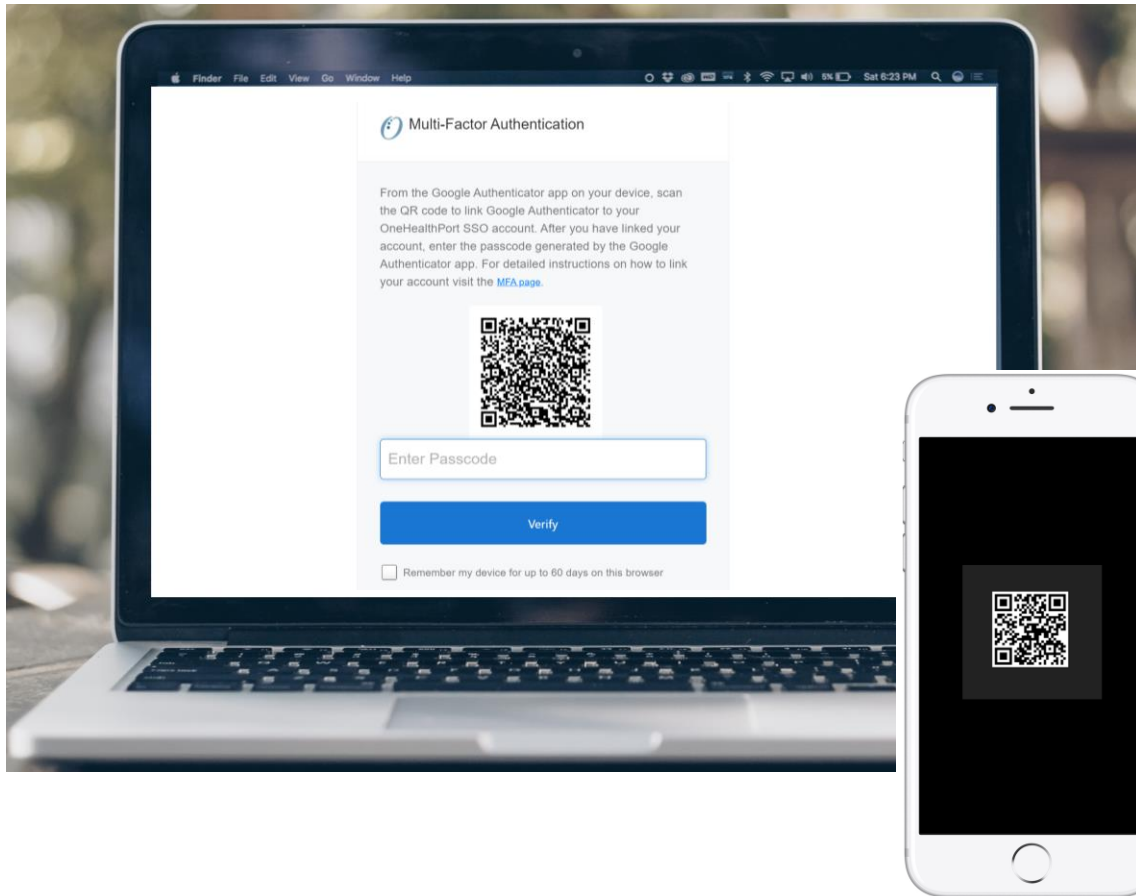 Finder File Edit View Go Window Help 6% Sat 6:23 PM
Multi-Factor Authentication
From the Google Authenticator app on your device, scan
the QR code to link Google Authenticator to your
OneHealthPort SSO account. After you have linked your
account, enter the passcode generated by the Google
Authenticator app. For detailed instructions on how to link
your account visit the MFA page.
Enter Passcode
Verify
Remember my device for up to 60 days on this browser